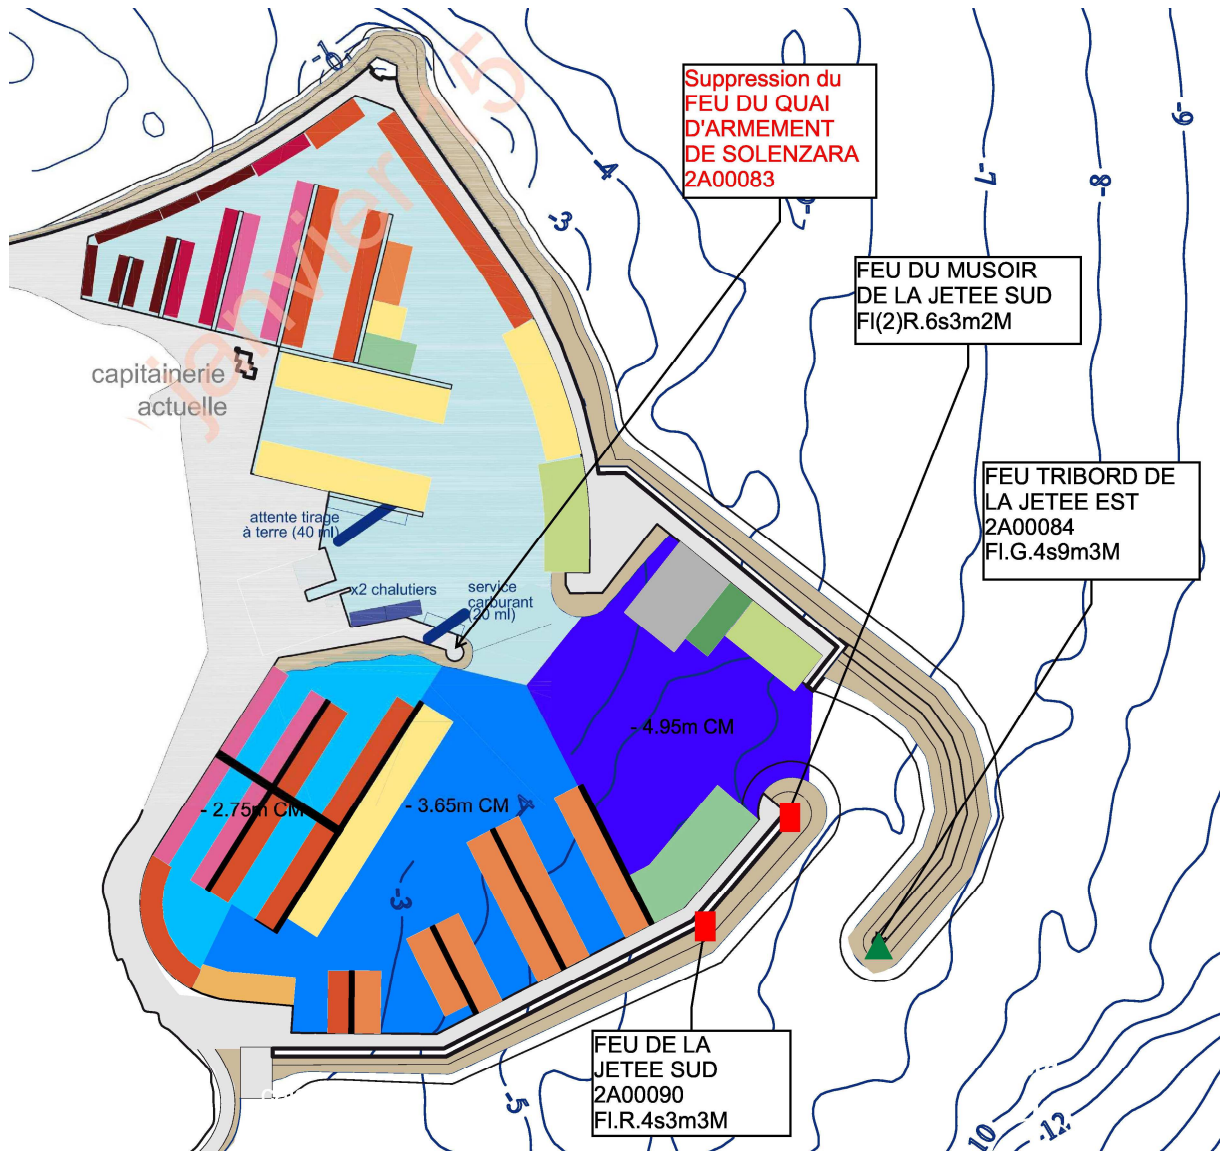 janvier 15
Suppression du
FEU DU QUAI
D'ARMEMENT
DE SOLENZARA
2A00083
FEU DU MUSOIR
DE LA JETEE SUD
Fl(2)R.6s3m2M
FEU TRIBORD DE
LA JETEE EST
2A00084
Fl.G.4s9m3M
capitainerie
actuelle
attente tirage
à terre (40 ml)
x2 chalutiers
service
carburant
(20 ml)
- 4.95m CM
- 3.65m CM
- 2.75m CM
FEU DE LA
JETEE SUD
2A00090
Fl.R.4s3m3M
-4
-3
-7
-8
-9
4
-3
-5
10
-12